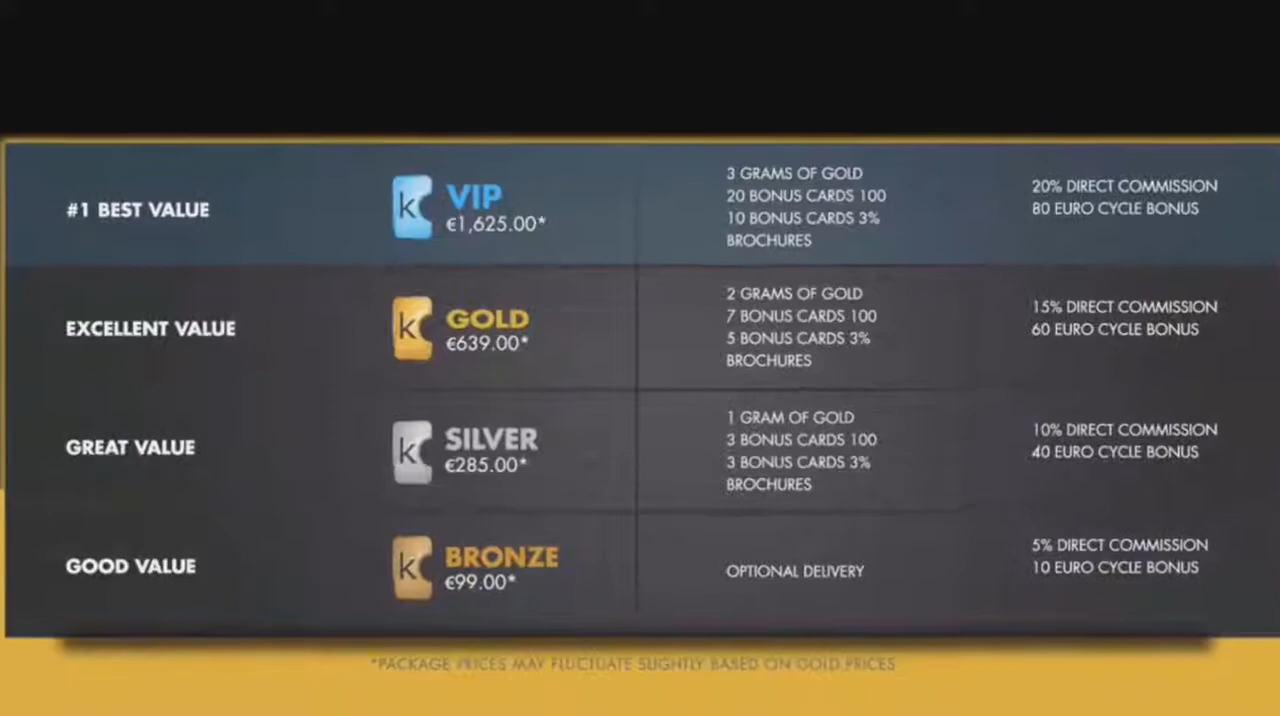 #1 BEST VALUE
k
VIP
€1,625.00*
3 GRAMS OF GOLD
20 BONUS CARDS 100
10 BONUS CARDS 3%
BROCHURES
20% DIRECT COMMISSION
80 EURO CYCLE BONUS
EXCELLENT VALUE
k
GOLD
€639.00*
2 GRAMS OF GOLD
7 BONUS CARDS 100
5 BONUS CARDS 3%
BROCHURES
15% DIRECT COMMISSION
60 EURO CYCLE BONUS
GREAT VALUE
k
SILVER
€285.00*
1 GRAM OF GOLD
3 BONUS CARDS 100
3 BONUS CARDS 3%
BROCHURES
10% DIRECT COMMISSION
40 EURO CYCLE BONUS
GOOD VALUE
k
BRONZE
€99.00*
OPTIONAL DELIVERY
5% DIRECT COMMISSION
10 EURO CYCLE BONUS
*PACKAGE PRICES MAY FLUCTUATE SLIGHTLY BASED ON GOLD PRICES